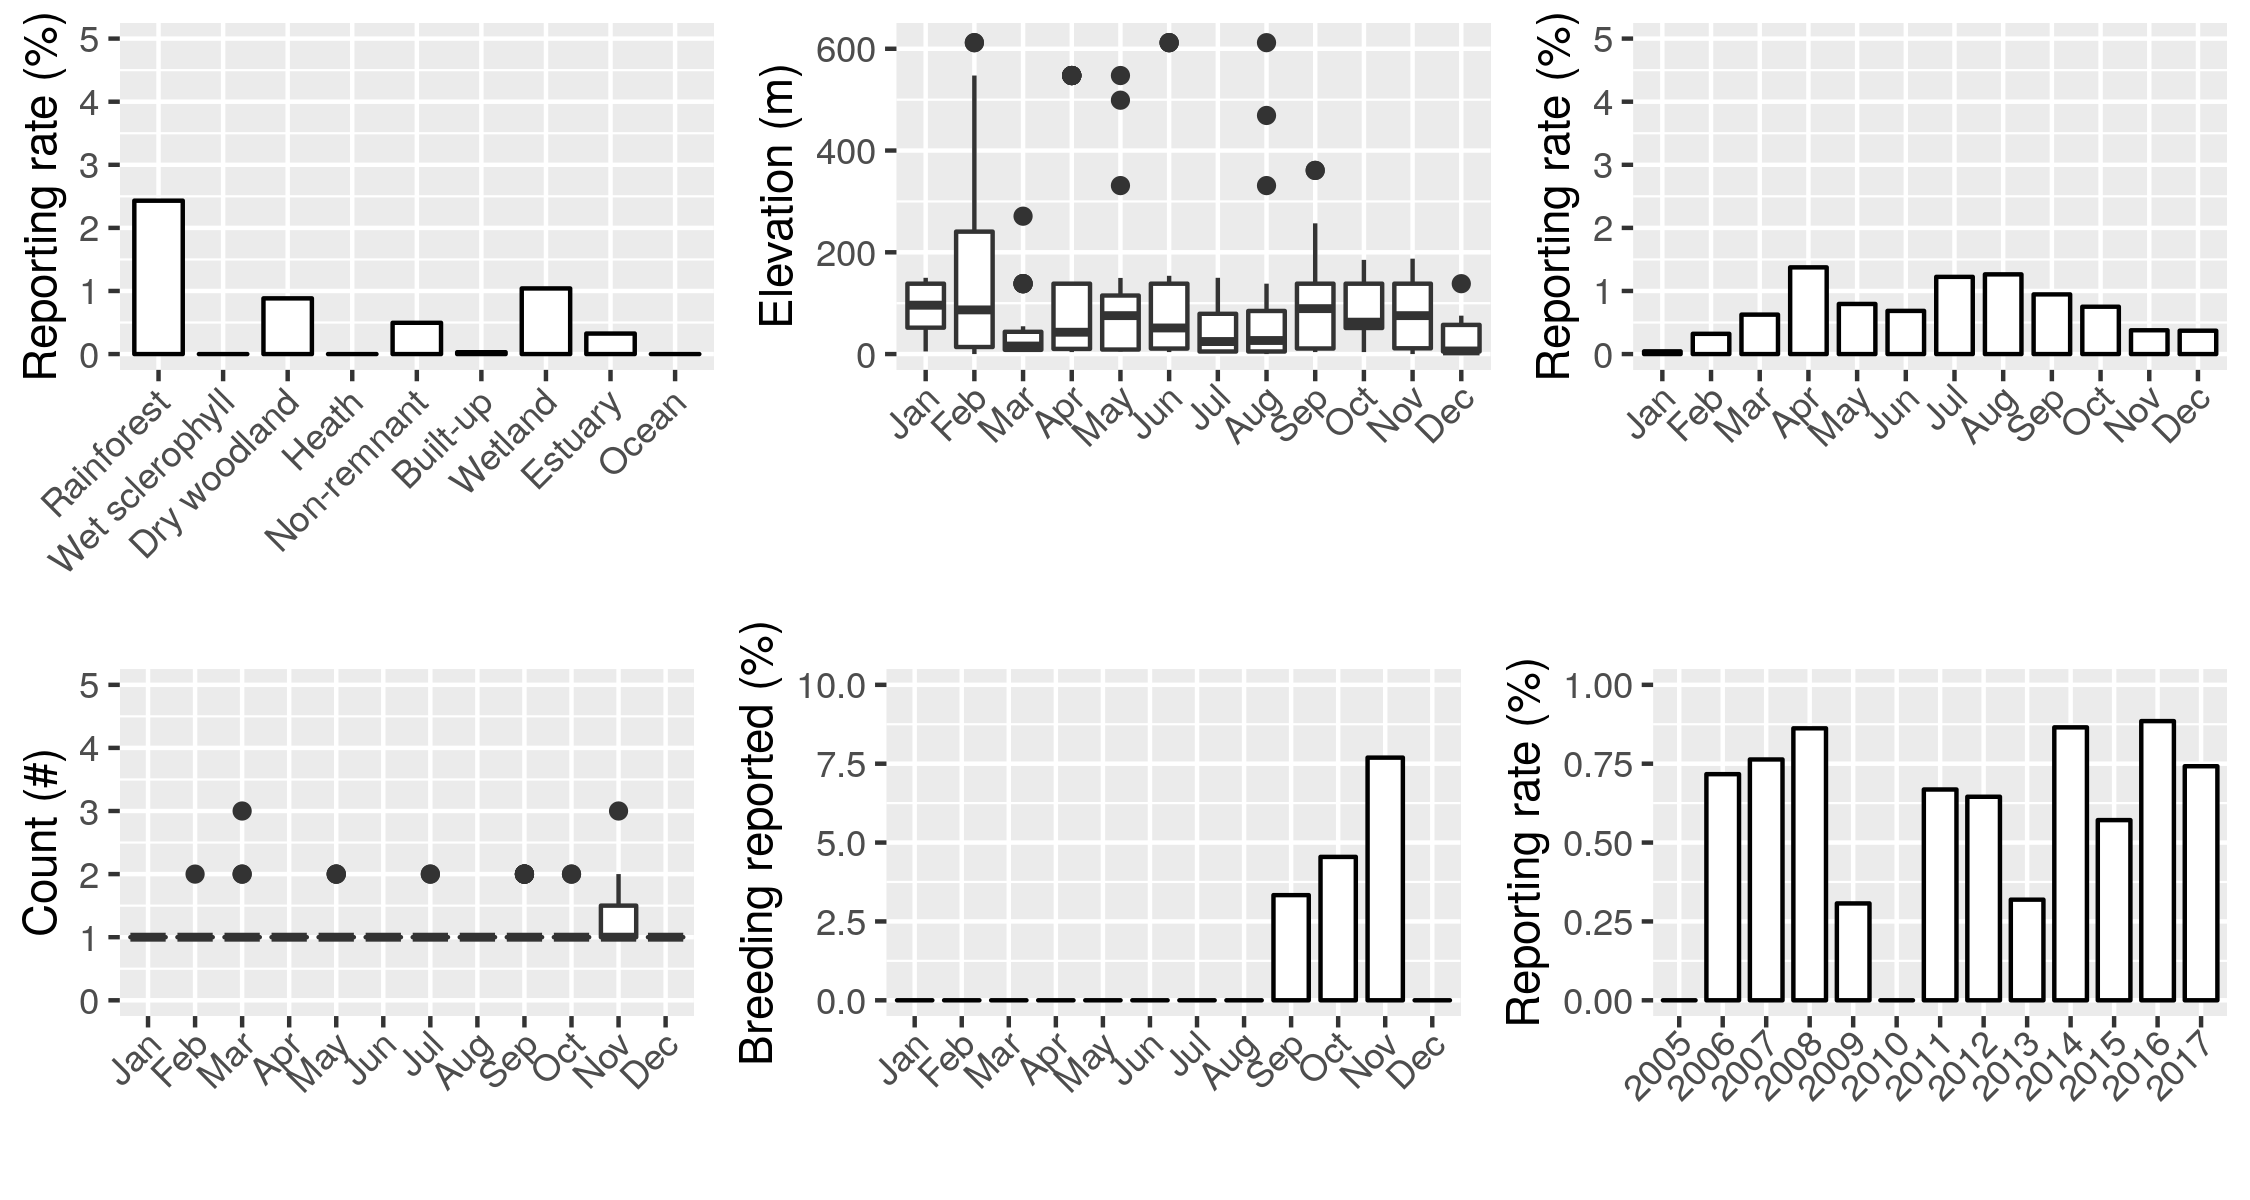 Reporting rate (%)
5
4
3
2
1
0
Rainforest
Wet sclerophyll
Dry woodland
Heath
Non-remnant
Built-up
Wetland
Estuary
Ocean
Elevation (m)
600
400
200
0
Jan
Feb
Mar
Apr
May
Jun
Jul
Aug
Sep
Oct
Nov
Dec
Reporting rate (%)
5
4
3
2
1
0
Jan
Feb
Mar
Apr
May
Jun
Jul
Aug
Sep
Oct
Nov
Dec
Count (#)
5
4
3
2
1
0
Jan
Feb
Mar
Apr
May
Jun
Jul
Aug
Sep
Oct
Nov
Dec
Breeding reported (%)
10.0
7.5
5.0
2.5
0.0
Jan
Feb
Mar
Apr
May
Jun
Jul
Aug
Sep
Oct
Nov
Dec
Reporting rate (%)
1.00
0.75
0.50
0.25
0.00
2005
2006
2007
2008
2009
2010
2011
2012
2013
2014
2015
2016
2017